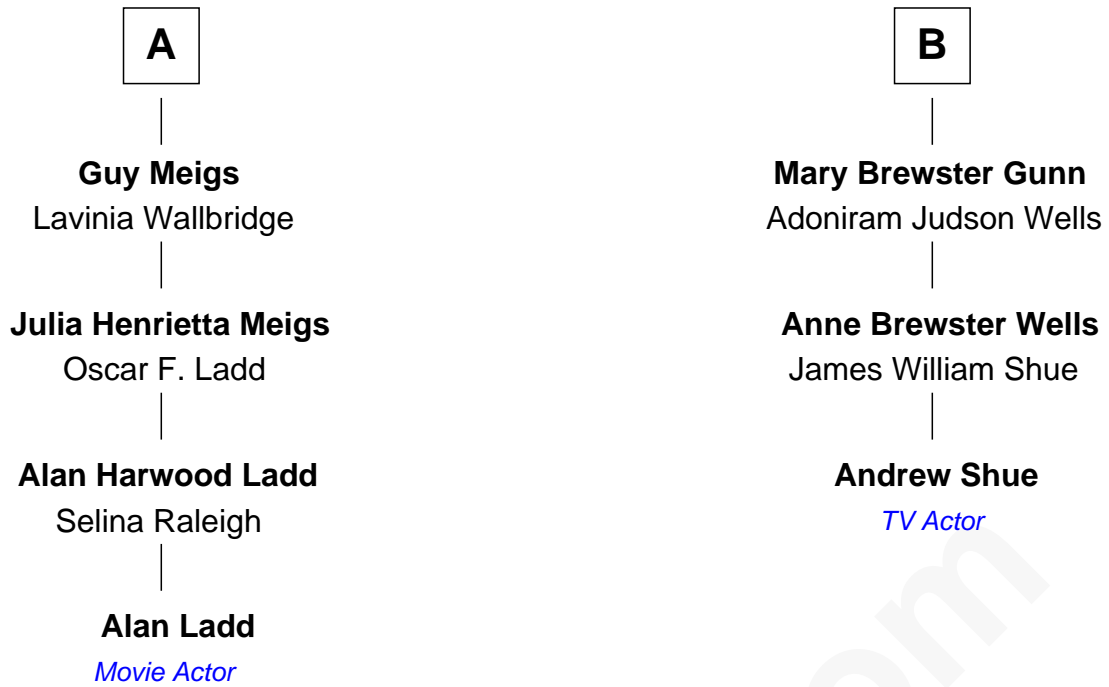 A
Guy Meigs
Lavinia Wallbridge
Julia Henrietta Meigs
Oscar F. Ladd
Alan Harwood Ladd
Selina Raleigh
Alan Ladd
Movie Actor
B
Mary Brewster Gunn
Adoniram Judson Wells
Anne Brewster Wells
James William Shue
Andrew Shue
TV Actor
om